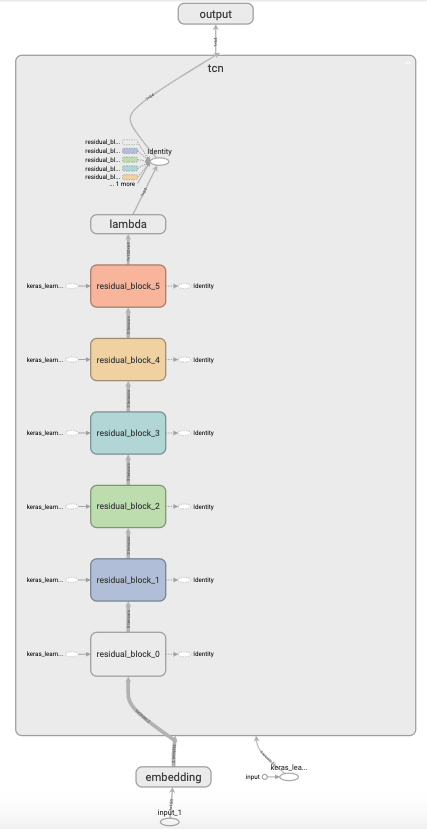 output
tcn
Identity
residual_bl...
residual_bl...
residual_bl...
residual_bl...
residual_bl...
... 1 more
lambda
keras_learn... residual_block_5 Identity
keras_learn... residual_block_4 Identity
keras_learn... residual_block_3 Identity
keras_learn... residual_block_2 Identity
keras_learn... residual_block_1 Identity
keras_learn... residual_block_0 Identity
embedding
keras_lea...
input
input_1